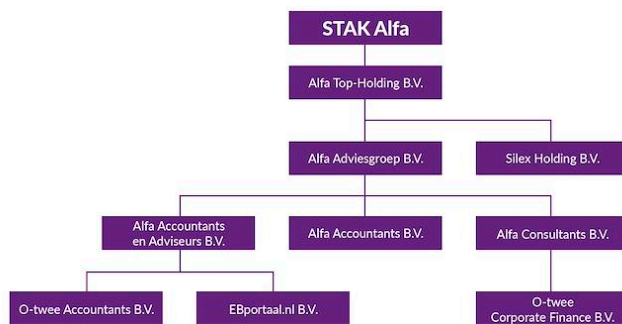 STAK Alfa
Alfa Top-Holding B.V.
Alfa Adviesgroep B.V.
Silex Holding B.V.
Alfa Accountants
en Adviseurs B.V.
Alfa Accountants B.V.
Alfa Consultants B.V.
O-twee Accountants B.V.
EBportaal.nl B.V.
O-twee
Corporate Finance B.V.